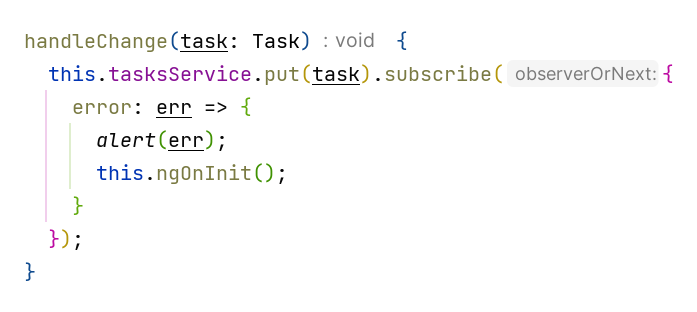 handleChange(task: Task) : void {
  this.tasksService.put(task).subscribe( observerOrNext: {
    error: err => {
      alert(err);
      this.ngOnInit();
    }
  });
}